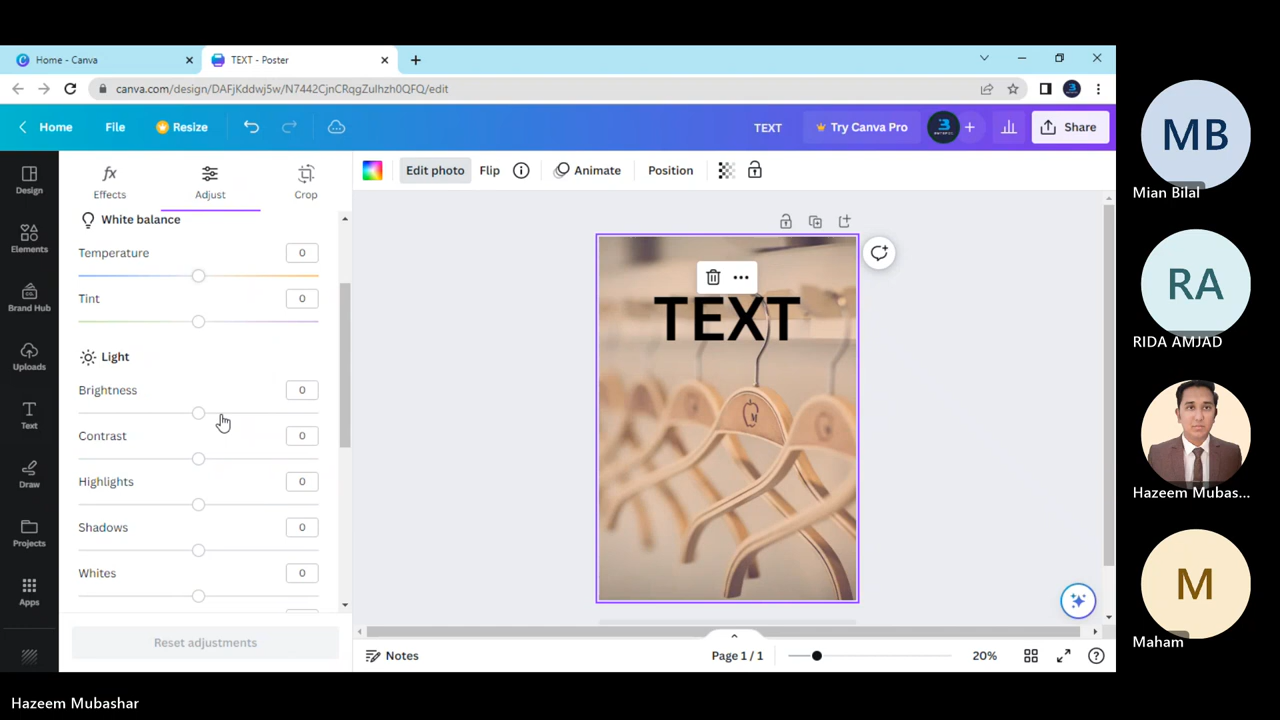 Home - Canva
TEXT - Poster
canva.com/design/DAFjKddwj5w/N7442CjnCRqgZulhzh0QFQ/edit
Home
File
Resize
TEXT
Try Canva Pro
Share
Design
Elements
Brand Hub
Uploads
Text
Draw
Projects
Apps
fx
Effects
Adjust
Crop
White balance
Temperature 0
Tint 0
Light
Brightness 0
Contrast 0
Highlights 0
Shadows 0
Whites 0
Reset adjustments
Edit photo
Flip
Animate
Position
TEXT
M
Notes
Page 1 / 1
20%
MB
Mian Bilal
RA
RIDA AMJAD
Hazeem Mubas...
M
Maham
Hazeem Mubashar